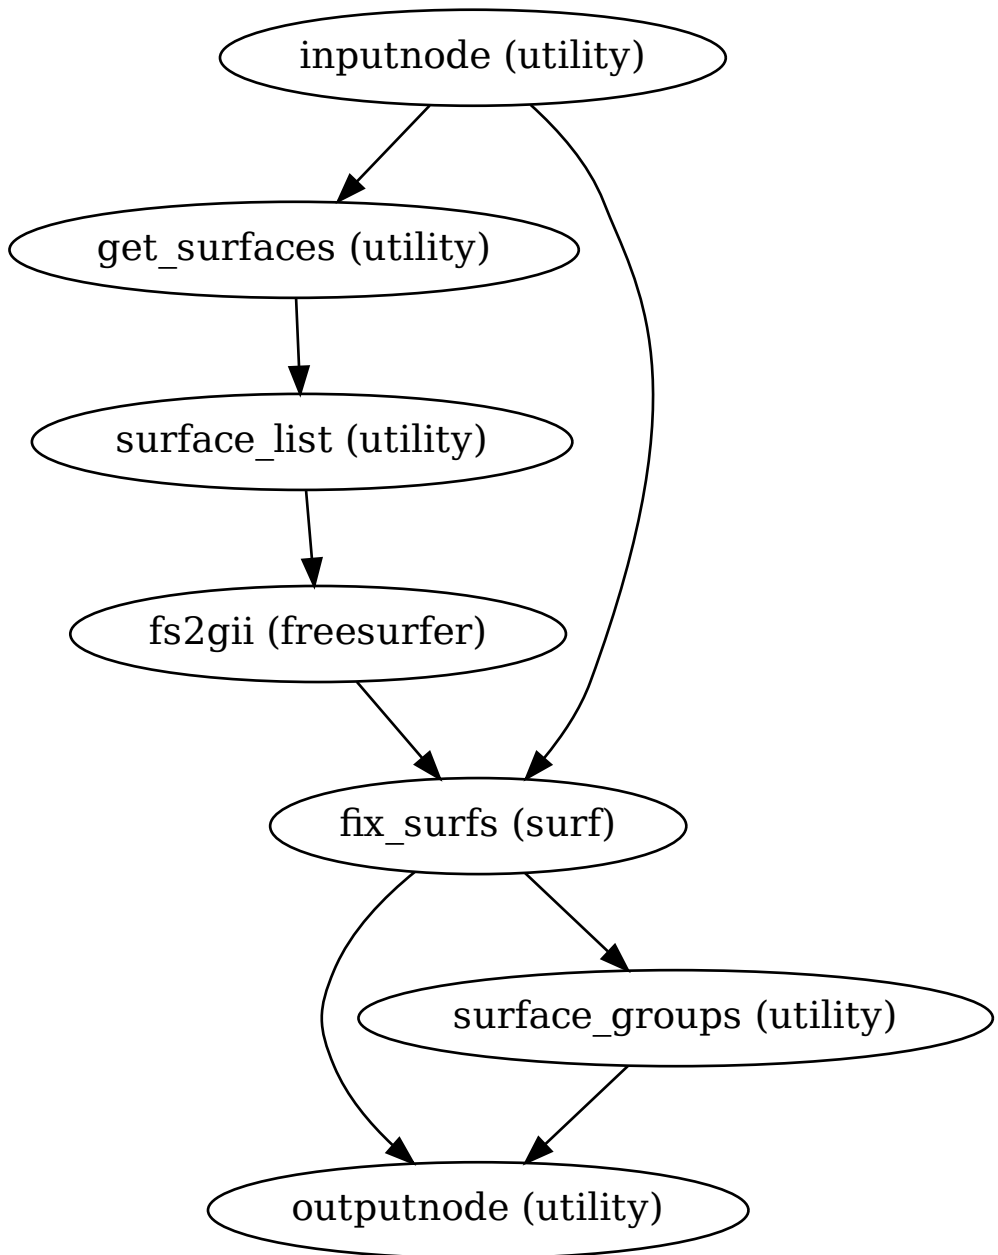 inputnode (utility)
get_surfaces (utility)
surface_list (utility)
fs2gii (freesurfer)
fix_surfs (surf)
surface_groups (utility)
outputnode (utility)